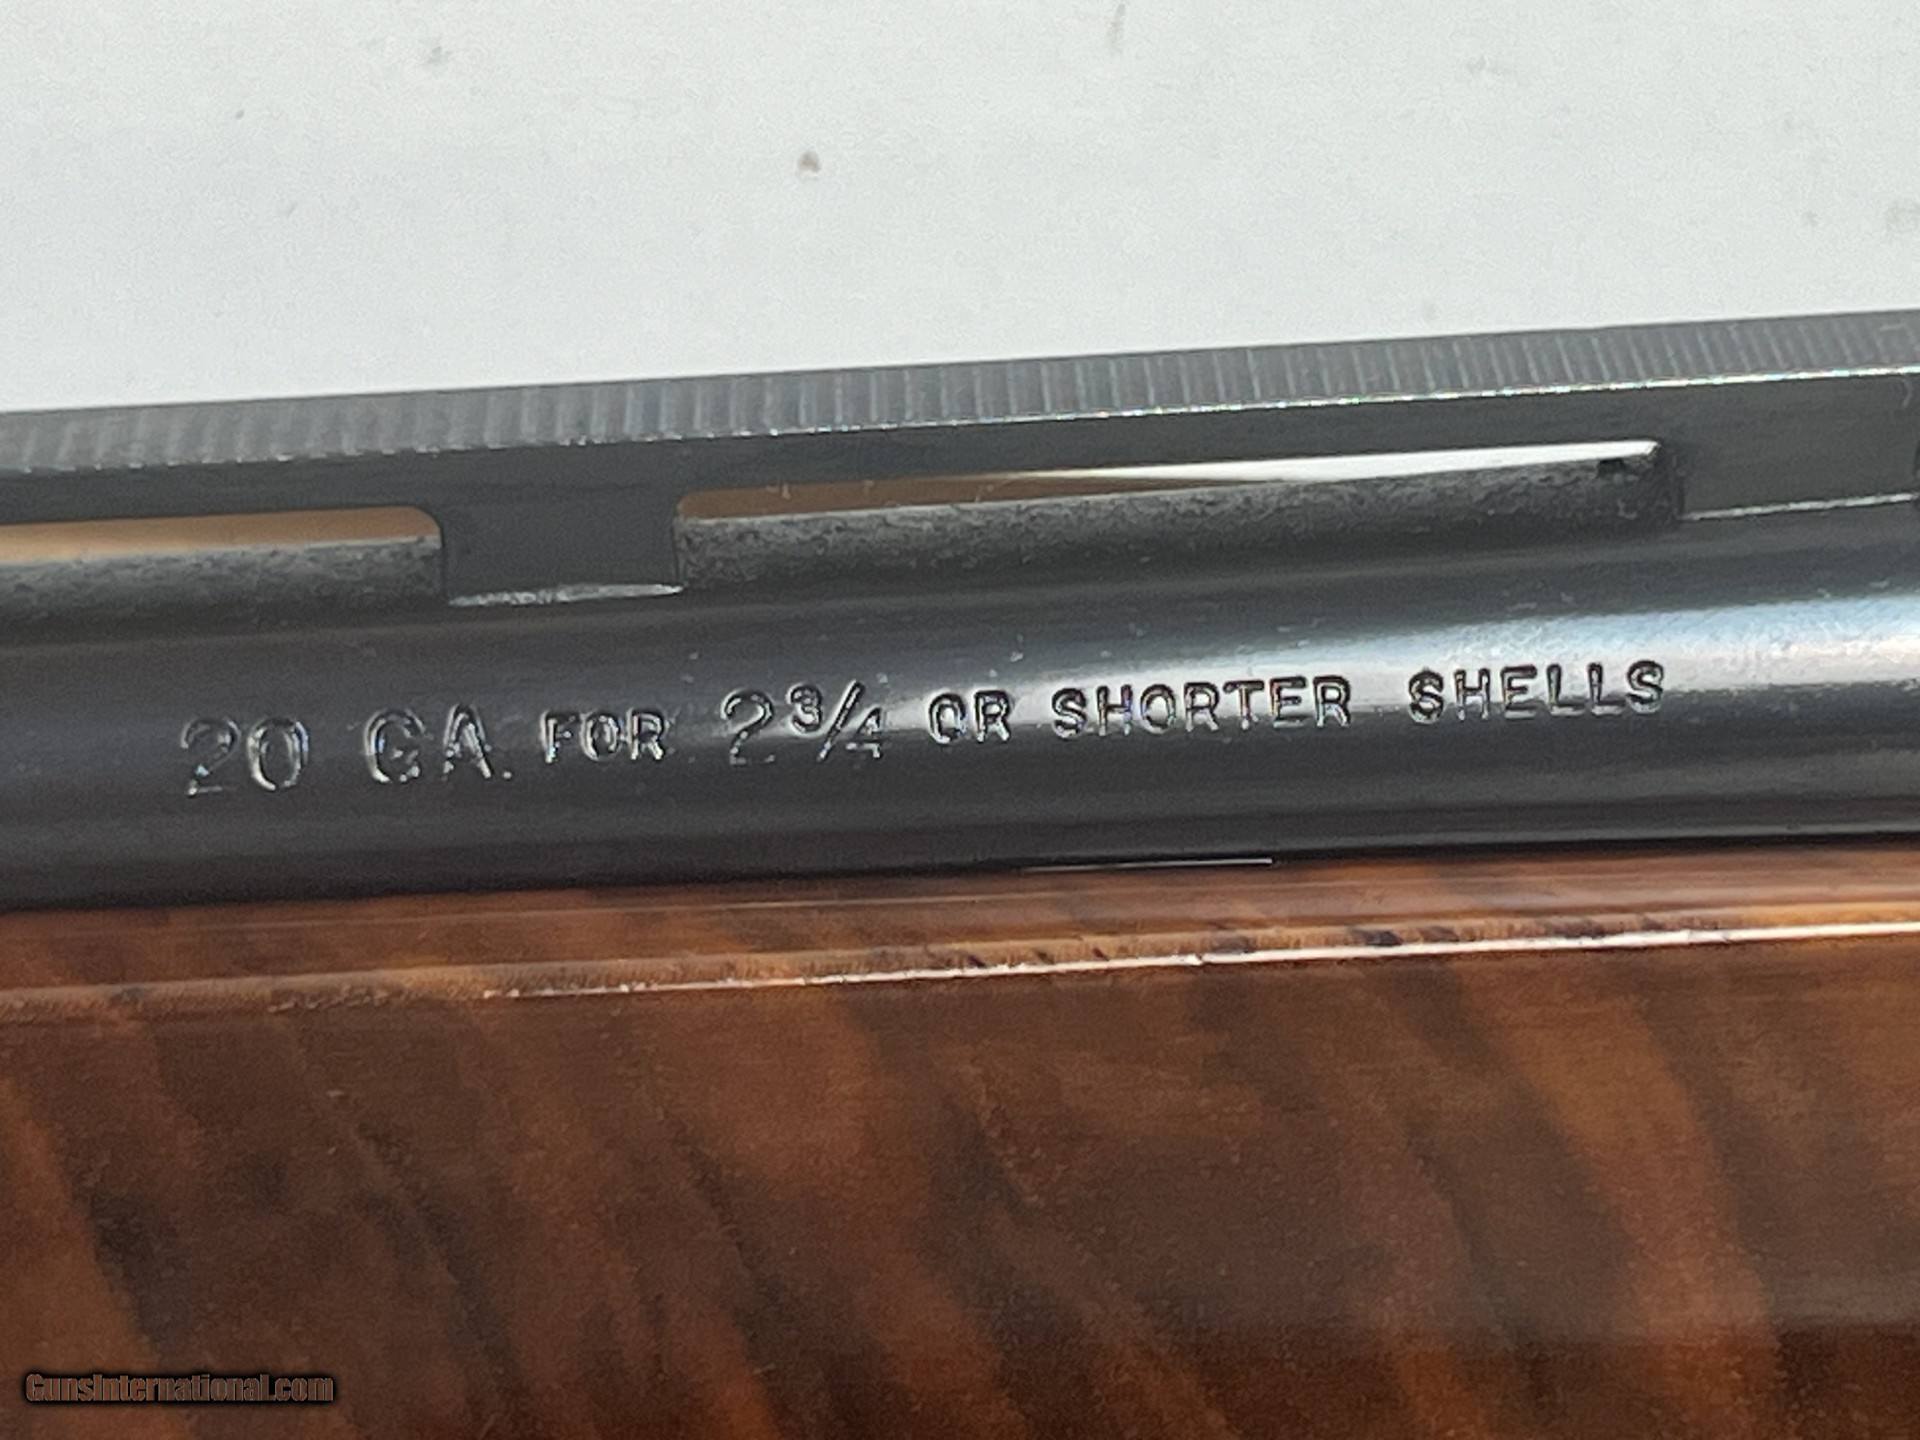 20 GA. FOR 2¾ OR SHORTER SHELLS
GunsInternational.com